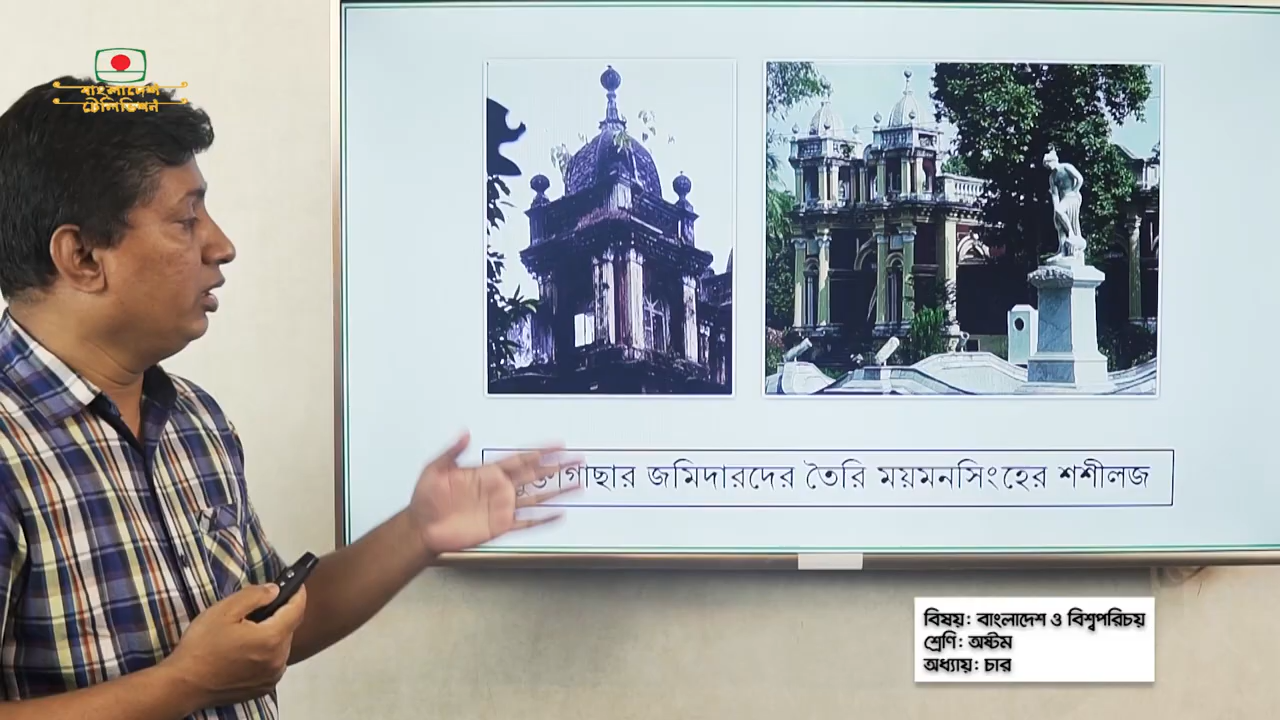 বাংলাদেশ
টেলিভিশন
জমিদারদের তৈরি ময়মনসিংহের শশীলজ
বিষয়: বাংলাদেশ ও বিশ্বপরিচয়
শ্রেণি: অষ্টম
অধ্যায়: চার